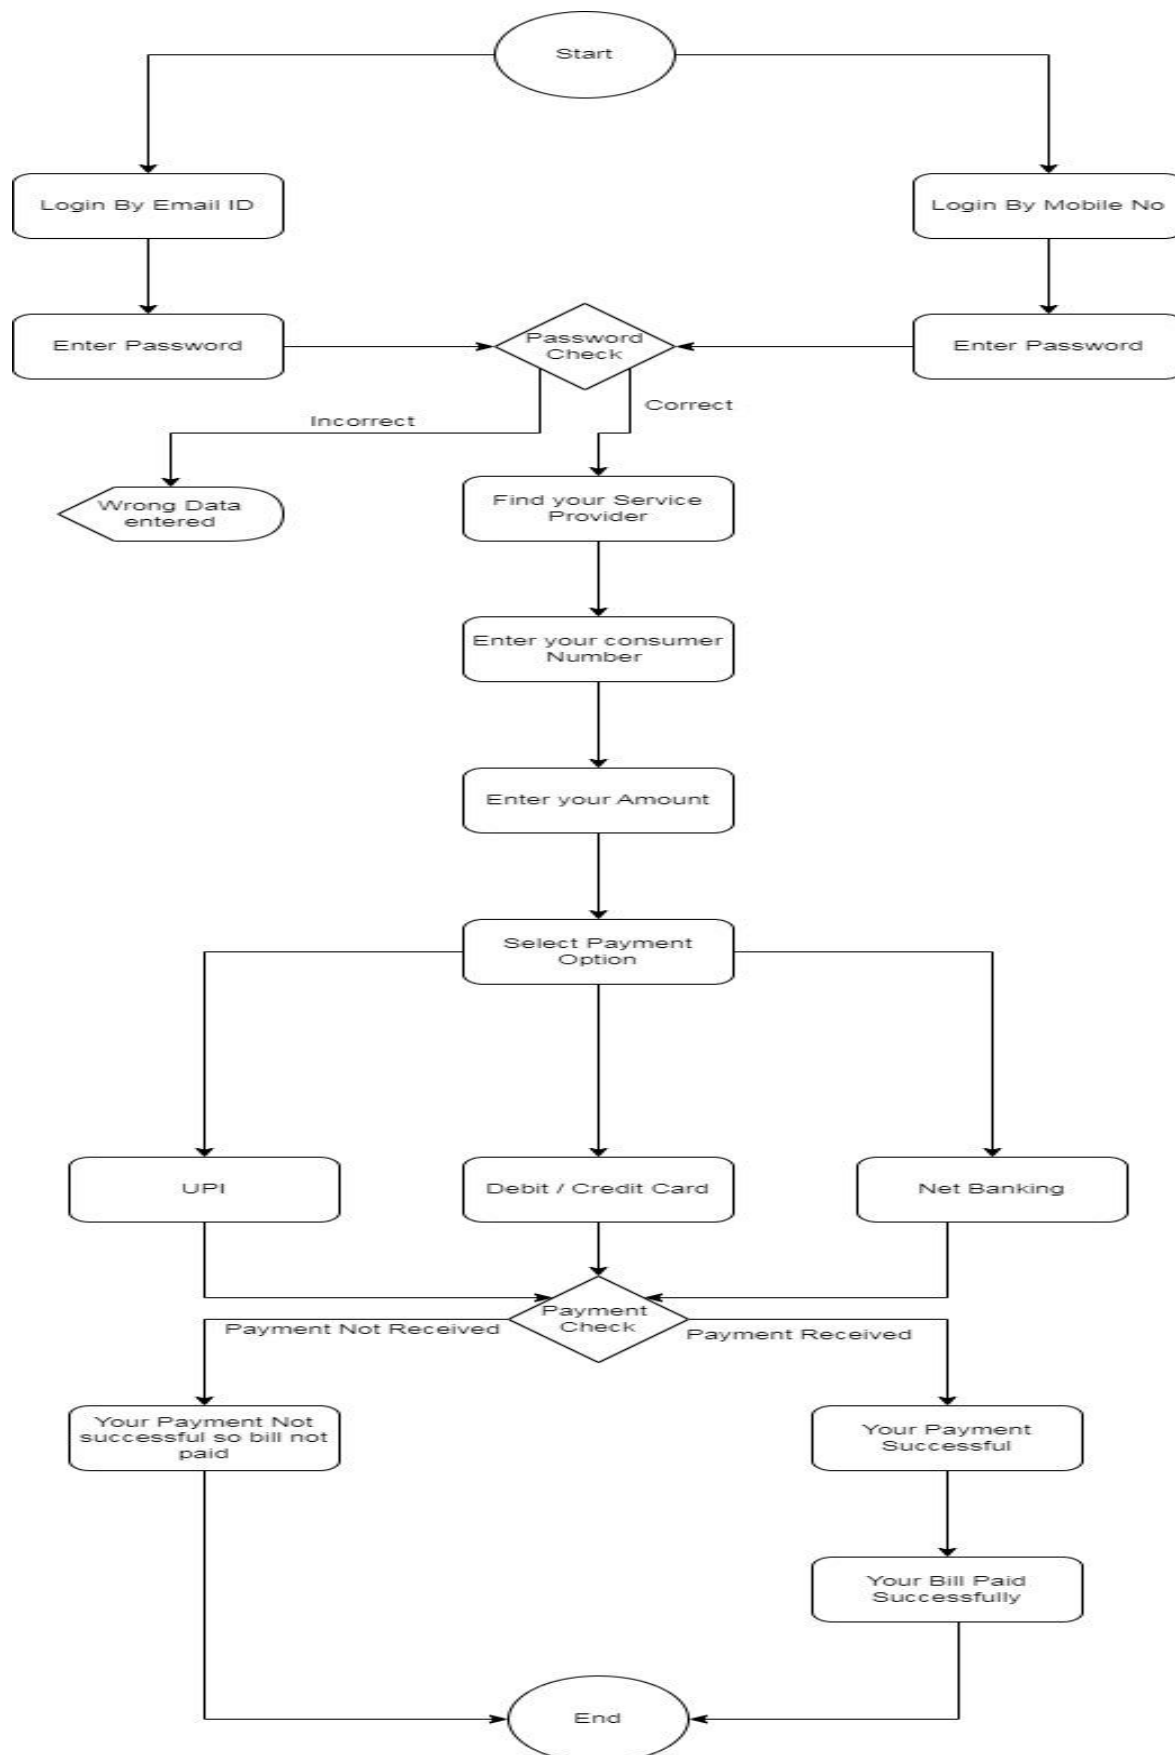 Start
Login By Email ID
Login By Mobile No
Enter Password
Password
Check
Enter Password
Incorrect
Correct
Wrong Data
entered
Find your Service
Provider
Enter your consumer
Number
Enter your Amount
Select Payment
Option
UPI
Debit / Credit Card
Net Banking
Payment
Check
Payment Not Received
Payment Received
Your Payment Not
successful so bill not
paid
Your Payment
Successful
Your Bill Paid
Successfully
End